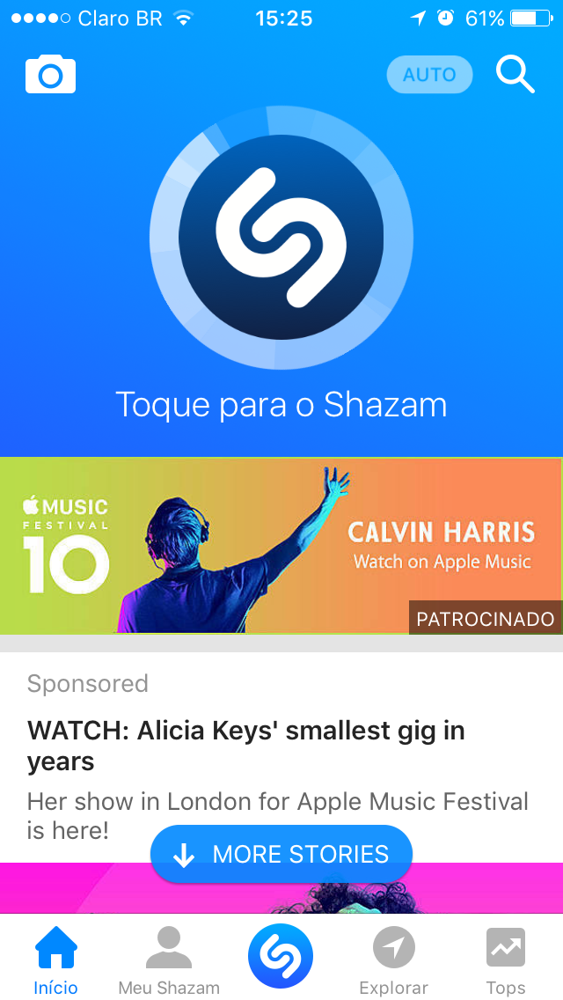 Claro BR 15:25 61%
AUTO
Toque para o Shazam
MUSIC
FESTIVAL
10
CALVIN HARRIS
Watch on Apple Music
PATROCINADO
Sponsored
WATCH: Alicia Keys' smallest gig in
years
Her show in London for Apple Music Festival
is here!
MORE STORIES
Início Meu Shazam Explorar Tops